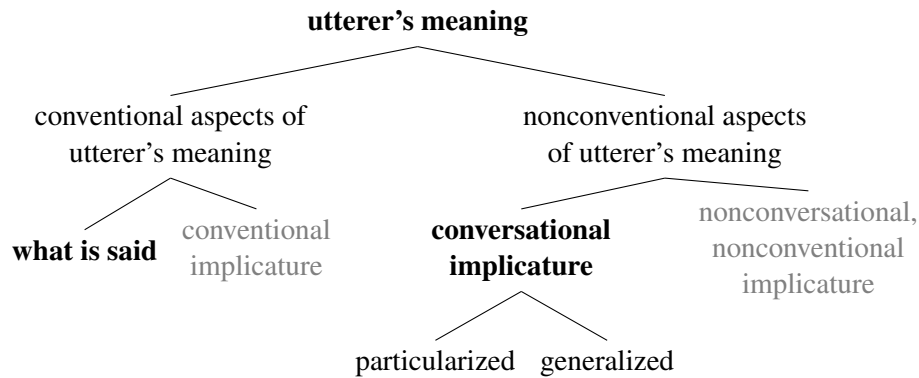 utterer's meaning
conventional aspects of
utterer's meaning
nonconventional aspects
of utterer's meaning
what is said
conventional
implicature
conversational
implicature
nonconversational,
nonconventional
implicature
particularized
generalized